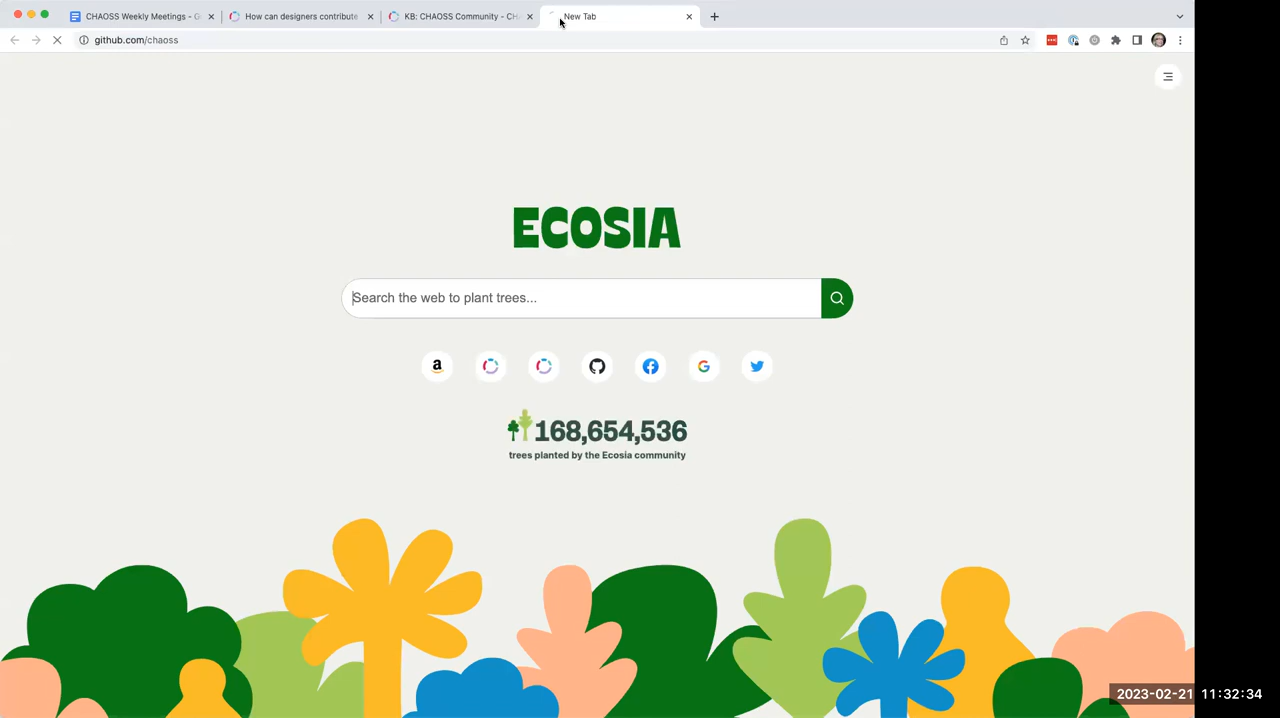 CHAOSS Weekly Meetings - G
How can designers contribute
KB: CHAOSS Community - CH
New Tab
github.com/chaoss
ECOSIA
Search the web to plant trees...
168,654,536
trees planted by the Ecosia community
2023-02-21 11:32:34